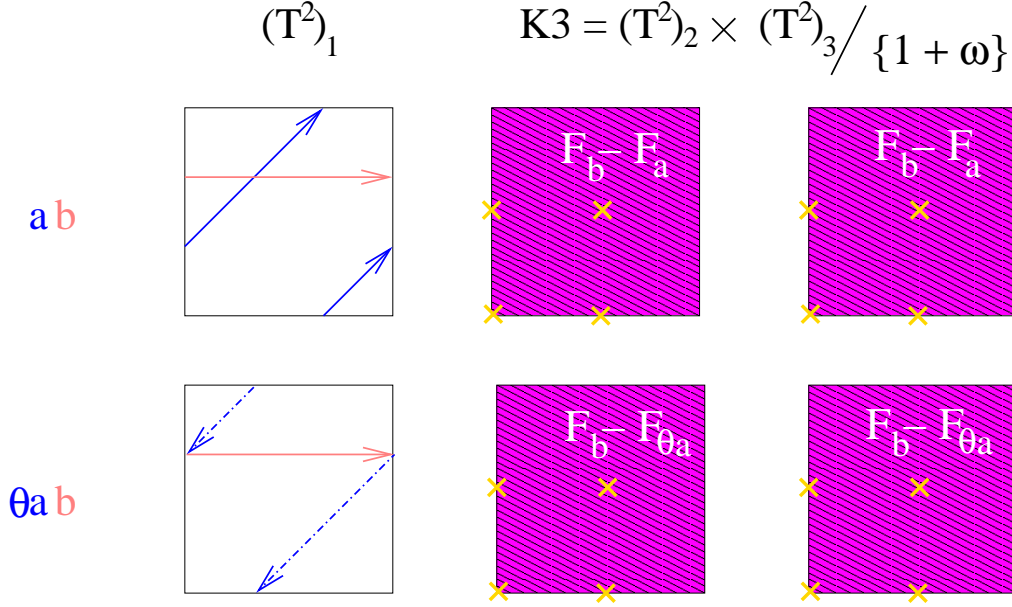 (T²)₁ K3 = (T²)₂ × (T²)₃ / {1 + ω}
a b F_b − F_a F_b − F_a
θa b F_b − F_θa F_b − F_θa